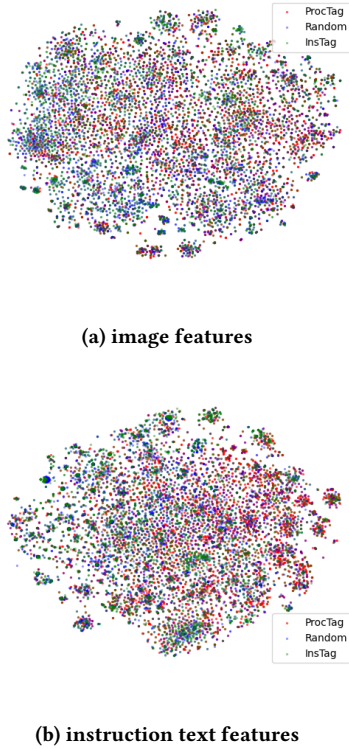 ProcTag
Random
InsTag
(a) image features
ProcTag
Random
InsTag
(b) instruction text features